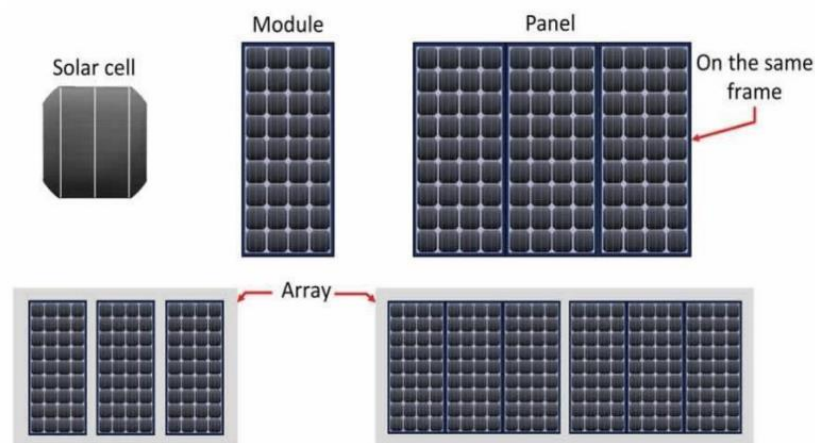 Module
Panel
Solar cell
On the same
frame
Array